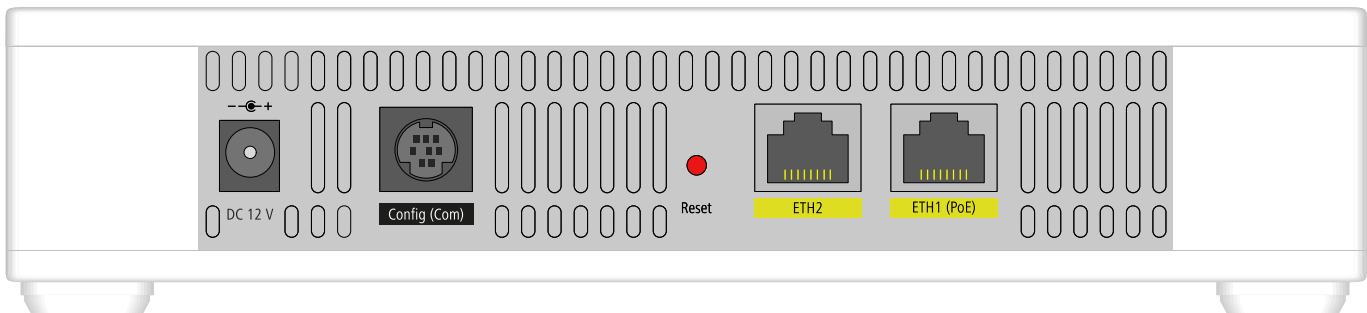 DC 12 V
Config (Com)
Reset
ETH2
ETH1 (PoE)